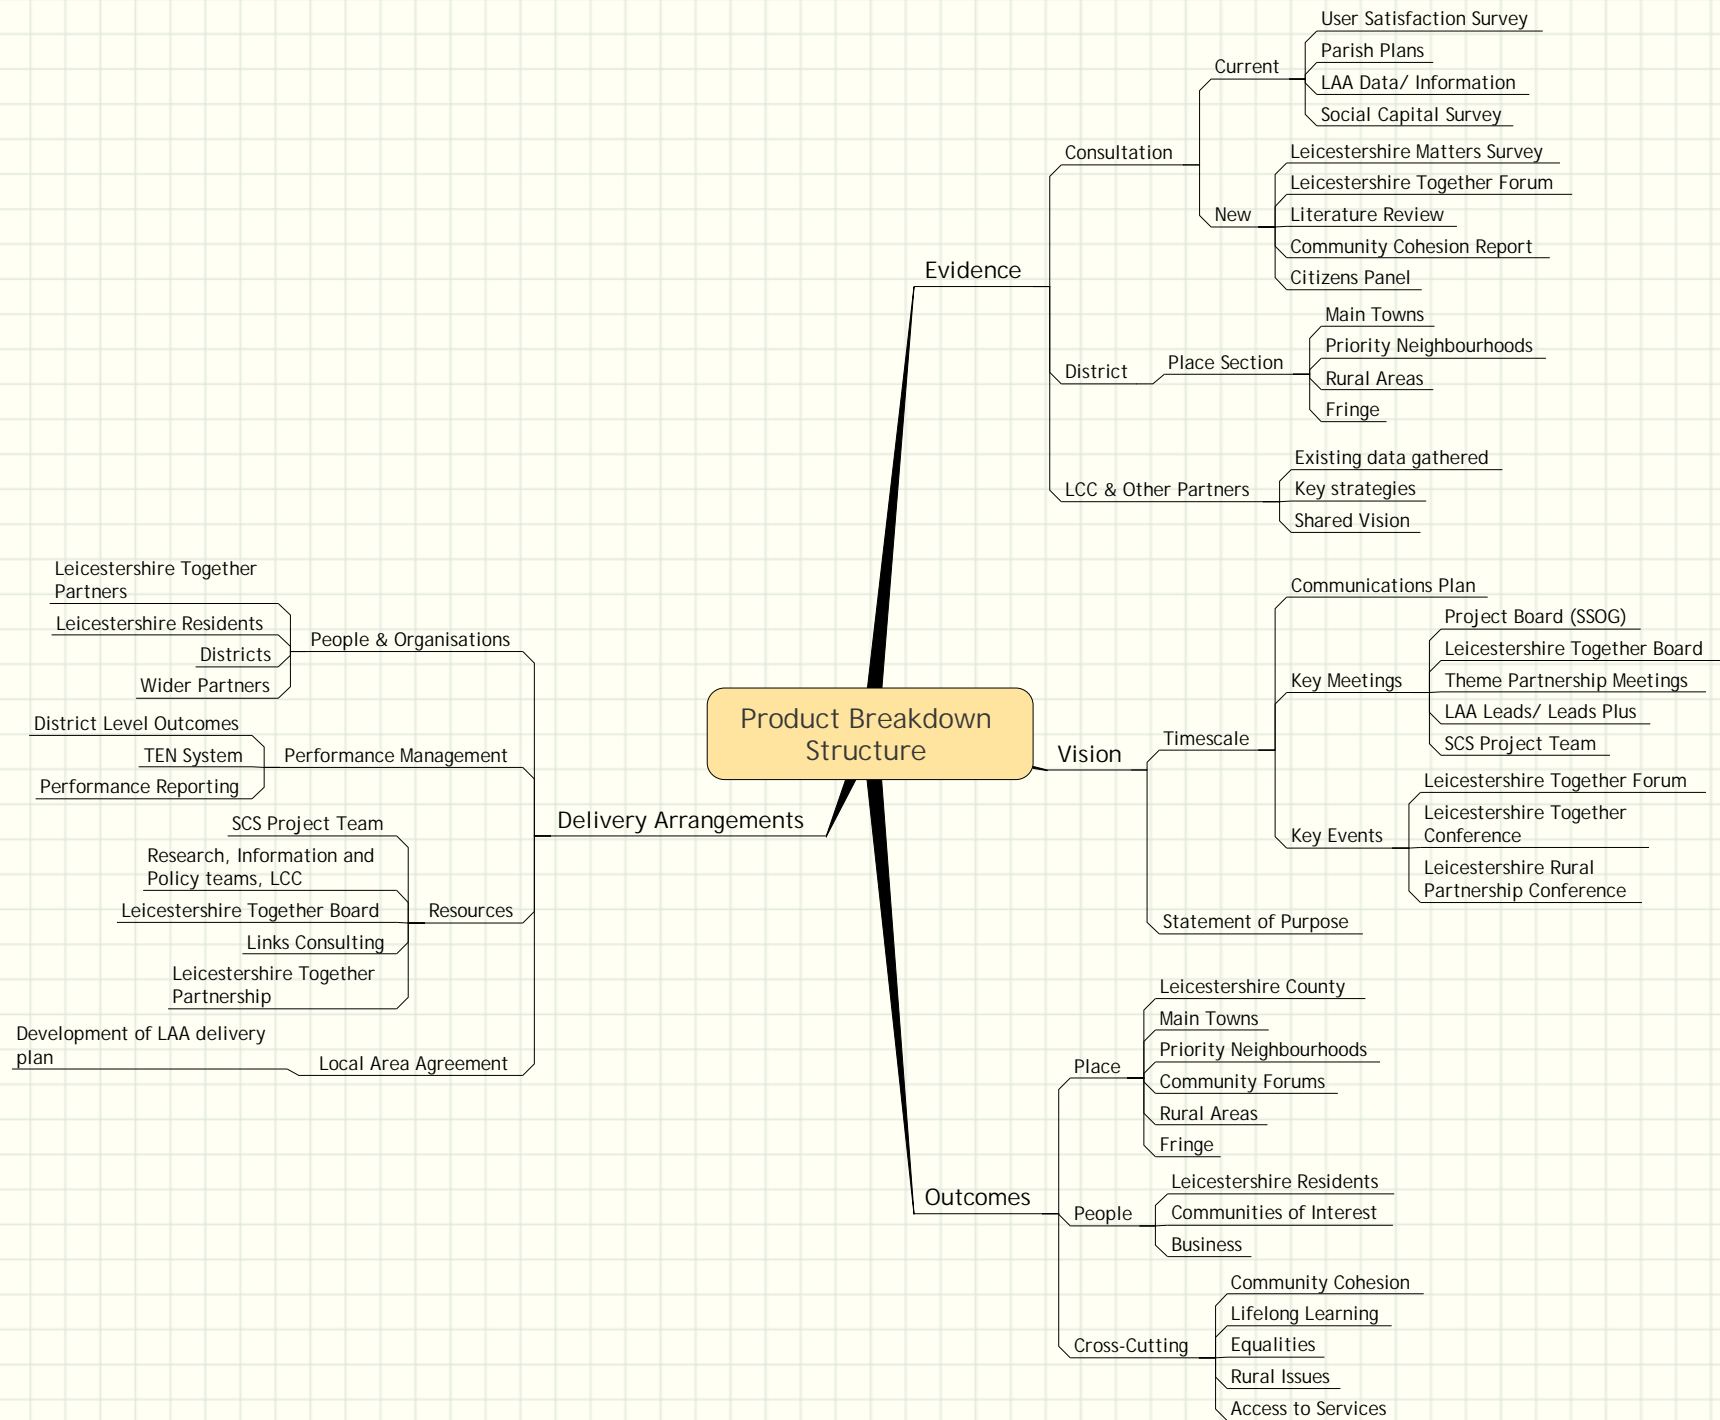 User Satisfaction Survey
Parish Plans
Current
LAA Data/ Information
Social Capital Survey
Consultation
Leicestershire Matters Survey
Leicestershire Together Forum
New
Literature Review
Community Cohesion Report
Citizens Panel
Evidence
Main Towns
Priority Neighbourhoods
District
Place Section
Rural Areas
Fringe
Existing data gathered
LCC & Other Partners
Key strategies
Shared Vision
Leicestershire Together
Partners
Leicestershire Residents
People & Organisations
Districts
Wider Partners
District Level Outcomes
TEN System
Performance Management
Performance Reporting
SCS Project Team
Research, Information and
Policy teams, LCC
Leicestershire Together Board
Resources
Links Consulting
Leicestershire Together
Partnership
Development of LAA delivery
plan
Local Area Agreement
Delivery Arrangements
Product Breakdown
Structure
Communications Plan
Project Board (SSOG)
Leicestershire Together Board
Key Meetings
Theme Partnership Meetings
LAA Leads/ Leads Plus
SCS Project Team
Vision
Timescale
Leicestershire Together Forum
Leicestershire Together
Conference
Key Events
Leicestershire Rural
Partnership Conference
Statement of Purpose
Leicestershire County
Main Towns
Priority Neighbourhoods
Place
Community Forums
Rural Areas
Fringe
Outcomes
Leicestershire Residents
People
Communities of Interest
Business
Community Cohesion
Lifelong Learning
Cross-Cutting
Equalities
Rural Issues
Access to Services